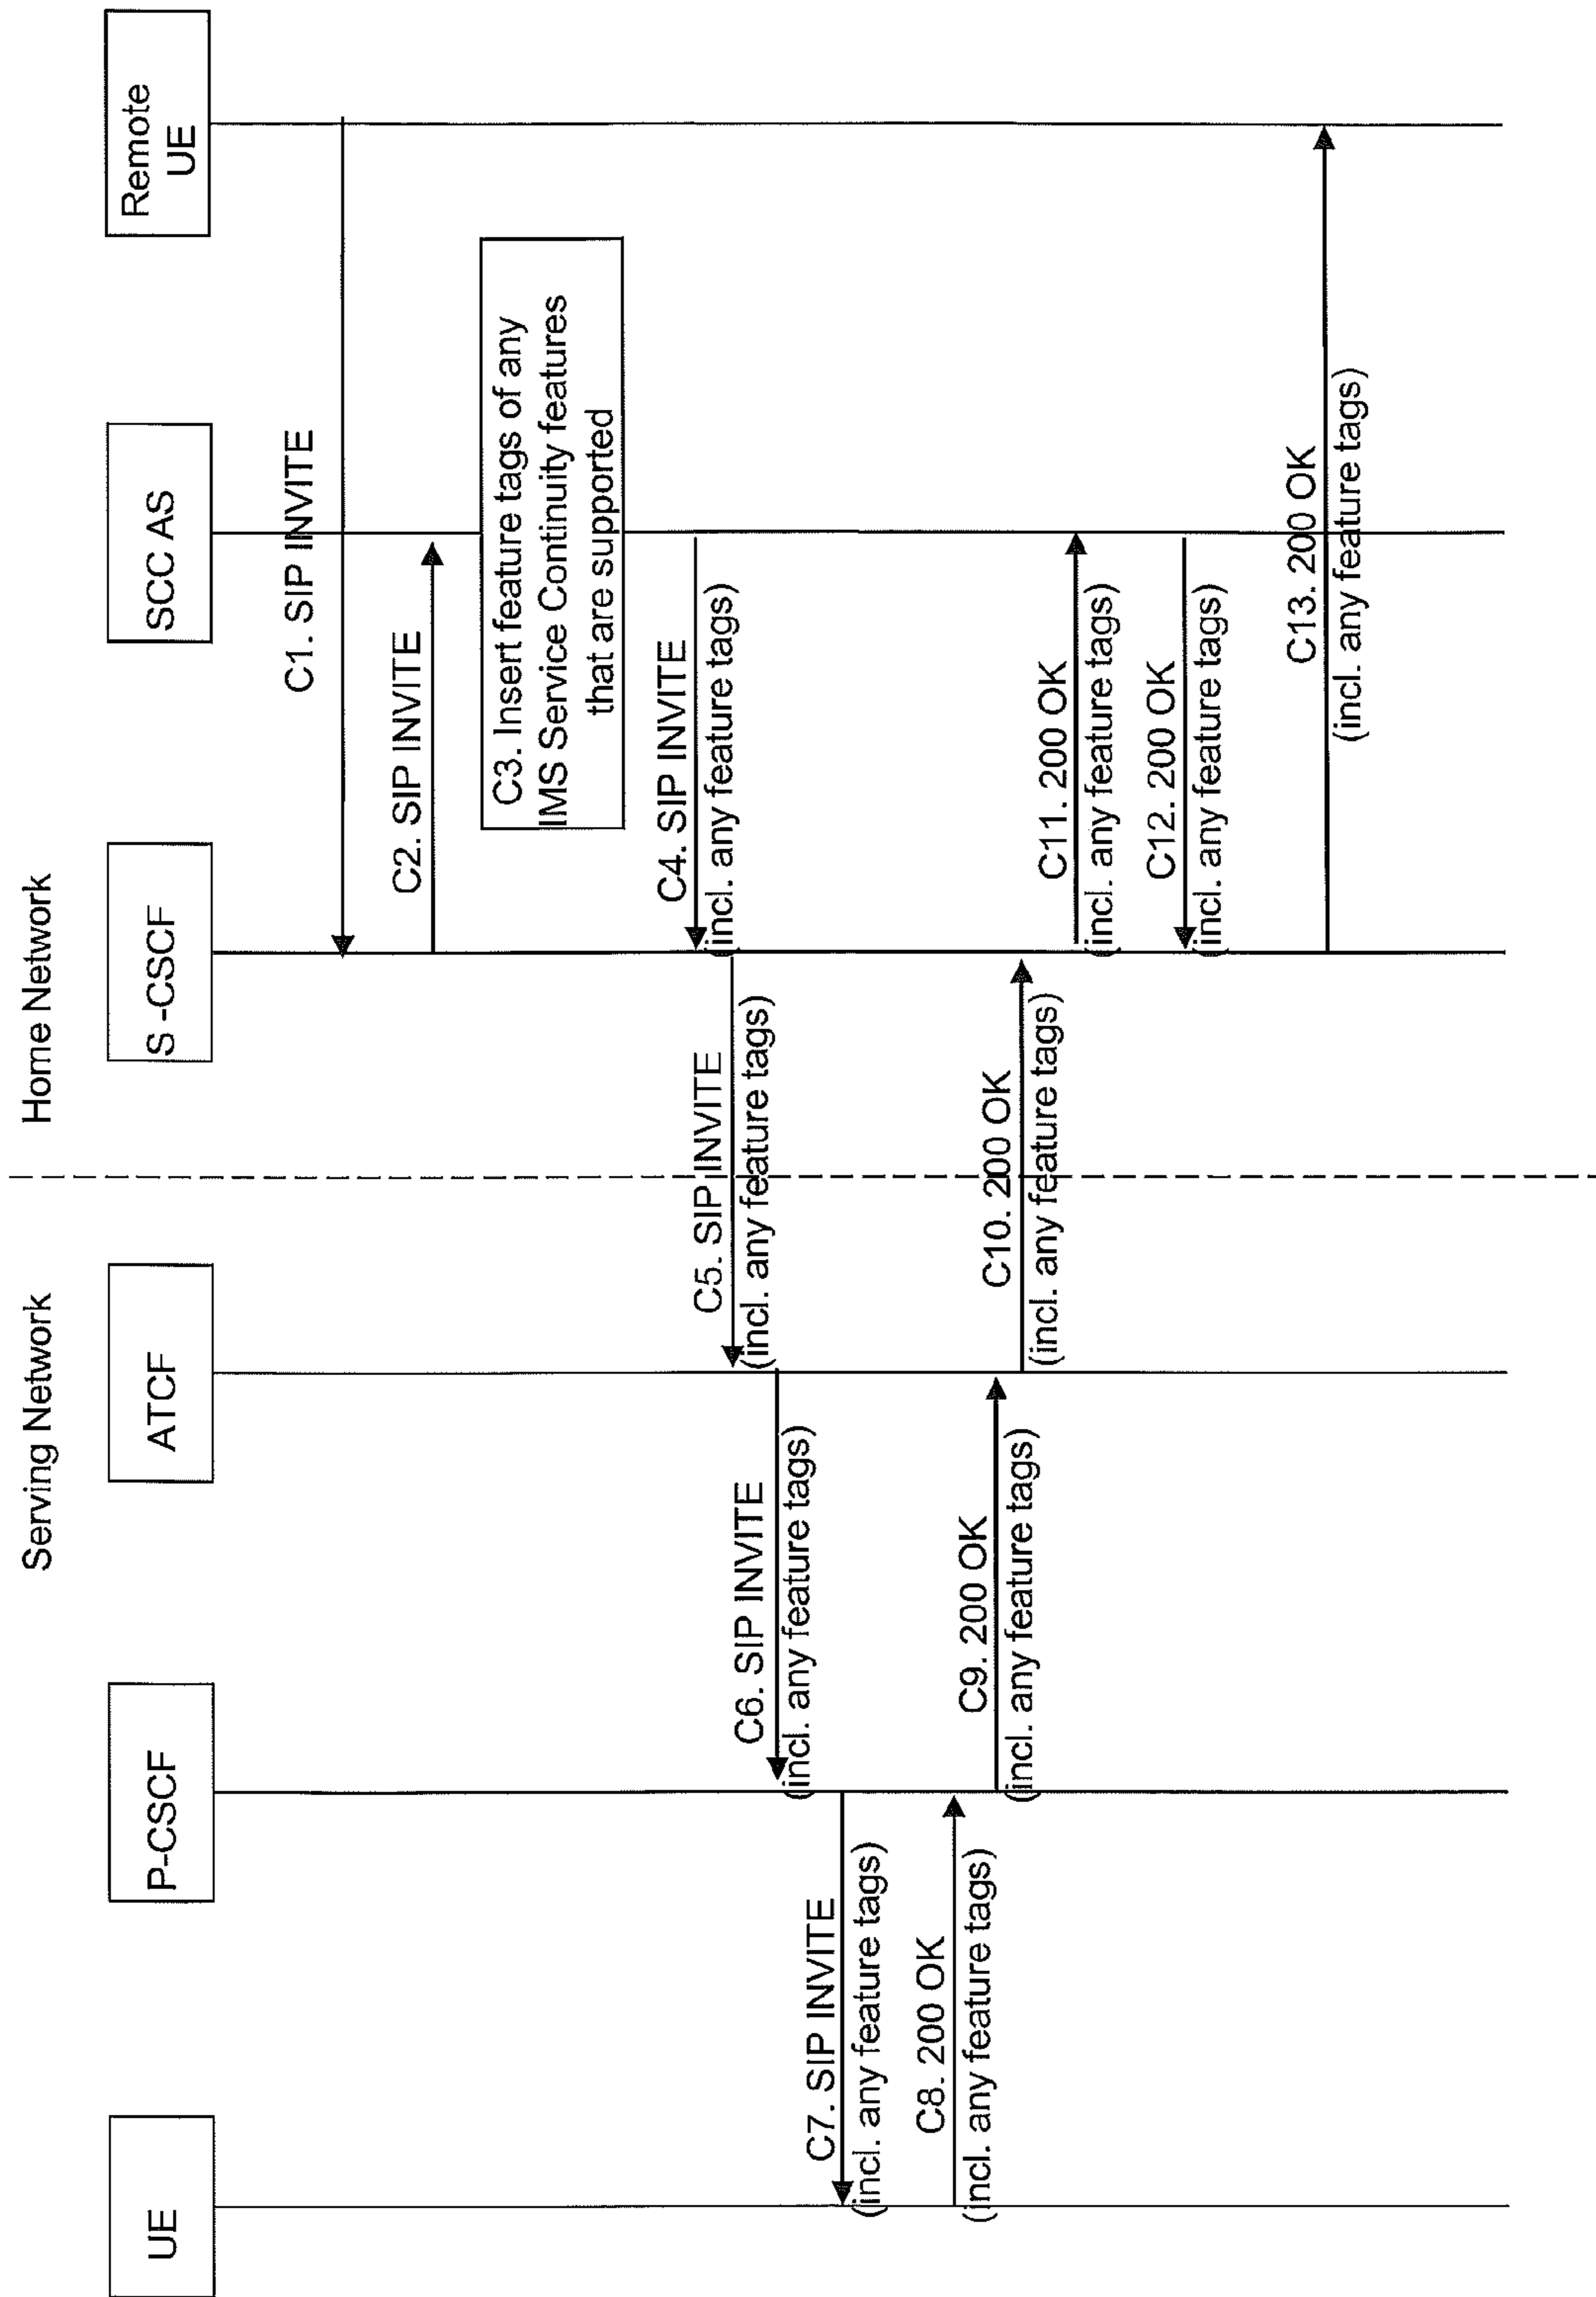 Serving Network
Home Network
UE
P-CSCF
ATCF
S -CSCF
SCC AS
Remote
UE
C1. SIP INVITE
C2. SIP INVITE
C3. Insert feature tags of any
IMS Service Continuity features
that are supported
C4. SIP INVITE
(incl. any feature tags)
C5. SIP INVITE
(incl. any feature tags)
C6. SIP INVITE
(incl. any feature tags)
C7. SIP INVITE
(incl. any feature tags)
C8. 200 OK
(incl. any feature tags)
C9. 200 OK
(incl. any feature tags)
C10. 200 OK
(incl. any feature tags)
C11. 200 OK
(incl. any feature tags)
C12. 200 OK
(incl. any feature tags)
C13. 200 OK
(incl. any feature tags)